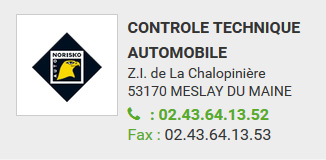 NORISKO
AUTO
CONTROLE TECHNIQUE
AUTOMOBILE
Z.I. de La Chalopinière
53170 MESLAY DU MAINE
: 02.43.64.13.52
Fax : 02.43.64.13.53